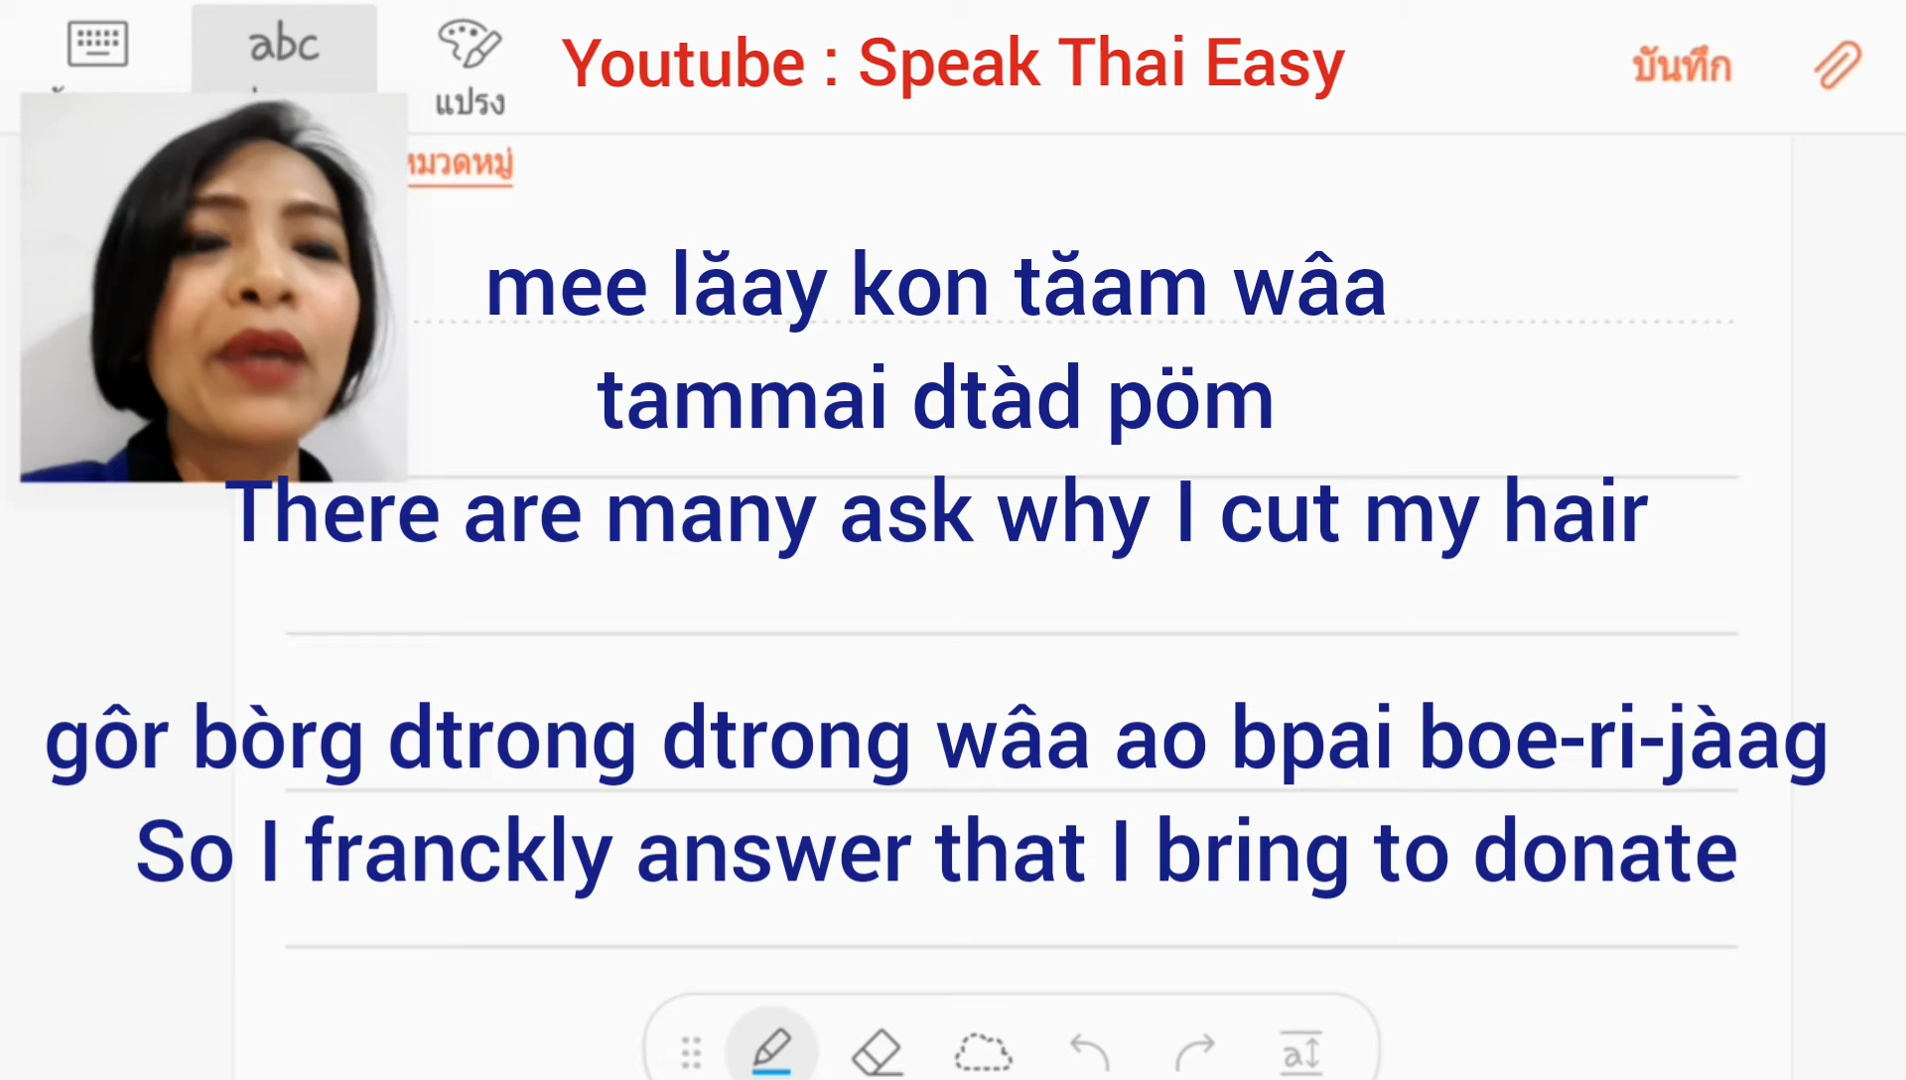 abc
Youtube : Speak Thai Easy
บันทึก
แปรง
หมวดหมู่
mee lăay kon tăam wâa
tammai dtàd pöm
There are many ask why I cut my hair
gôr bòrg dtrong dtrong wâa ao bpai boe-ri-jàag
So I franckly answer that I bring to donate
a